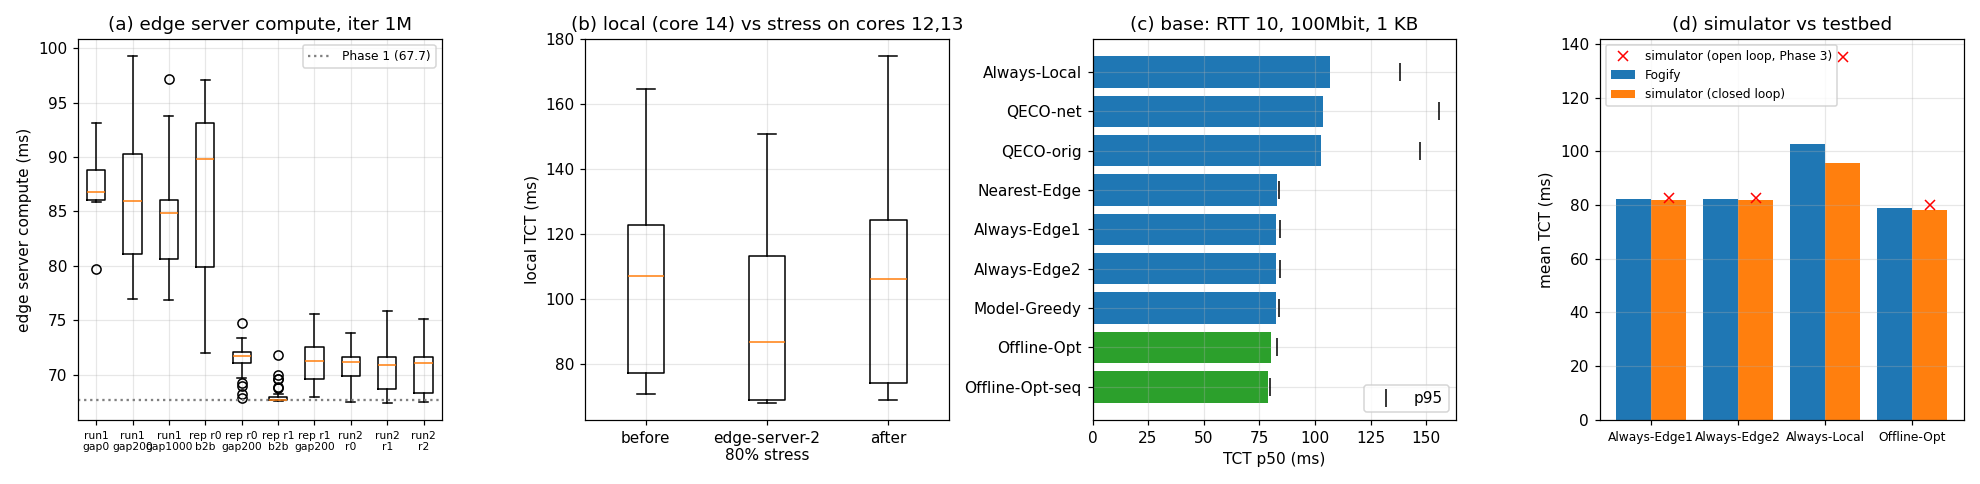 (a) edge server compute, iter 1M
edge server compute (ms)
100
95
90
85
80
75
70
Phase 1 (67.7)
run1 gap0
run1 gap200
run1 gap1000
rep r0 b2b
rep r0 gap200
rep r1 b2b
rep r1 gap200
run2 r0
run2 r1
run2 r2
(b) local (core 14) vs stress on cores 12,13
local TCT (ms)
180
160
140
120
100
80
before
edge-server-2
80% stress
after
(c) base: RTT 10, 100Mbit, 1 KB
Always-Local
QECO-net
QECO-orig
Nearest-Edge
Always-Edge1
Always-Edge2
Model-Greedy
Offline-Opt
Offline-Opt-seq
p95
0 25 50 75 100 125 150
TCT p50 (ms)
(d) simulator vs testbed
mean TCT (ms)
140
120
100
80
60
40
20
0
simulator (open loop, Phase 3)
Fogify
simulator (closed loop)
Always-Edge1 Always-Edge2 Always-Local Offline-Opt